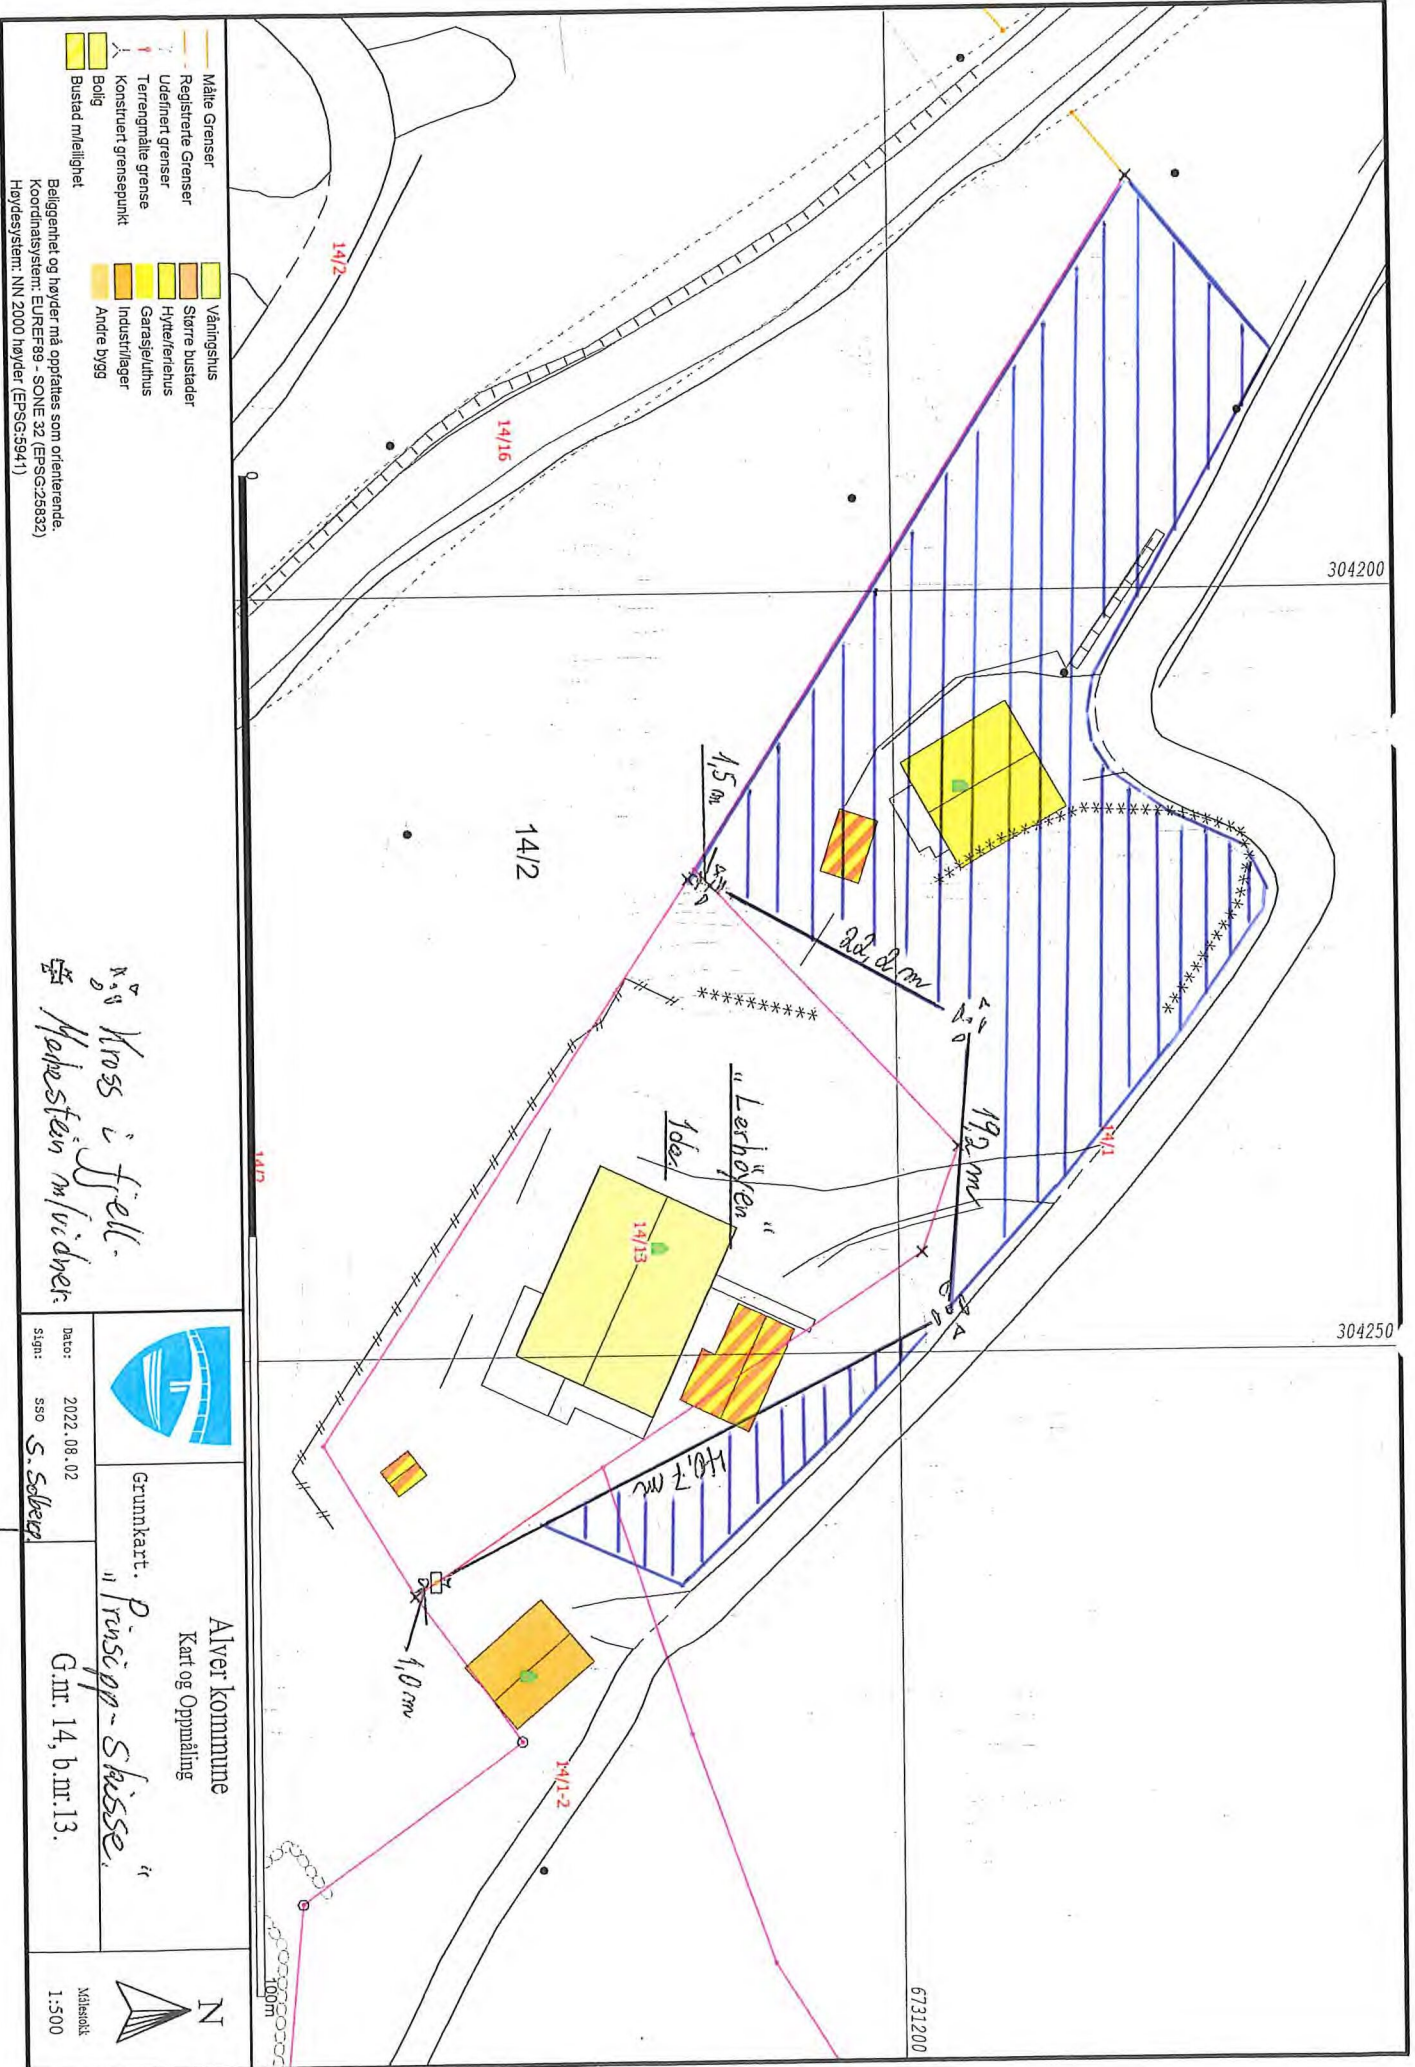 304200
304250
6731200
14/2
14/16
14/2
1,5 m
22,2 m
19,2 m
14/1
"Lerhøyen"
1da.
14/13
40,7 m
1,0 m
14/1-2
14/2
0
100m
Målte Grenser
Registrerte Grenser
Udefinert grenser
Terrengmålte grense
Konstruert grensepunkt
Bolig
Bustad m/leilighet
Våningshus
Større bustader
Hytte/feriehus
Garasje/uthus
Industri/lager
Andre bygg
Beliggenhet og høyder må oppfattes som orienterende.
Koordinatsystem: EUREF89 - SONE 32 (EPSG:25832)
Høydesystem: NN 2000 høyder (EPSG:5941)
Kross i fjell.
Merkestein m/vidner.
Alver kommune
Kart og Oppmåling
Grunnkart.
"Prinsipp-Skisse."
Dato: 2022.08.02
Sign: sso S. Solberg.
G.nr. 14, b.nr.13.
N
Målestokk
1:500